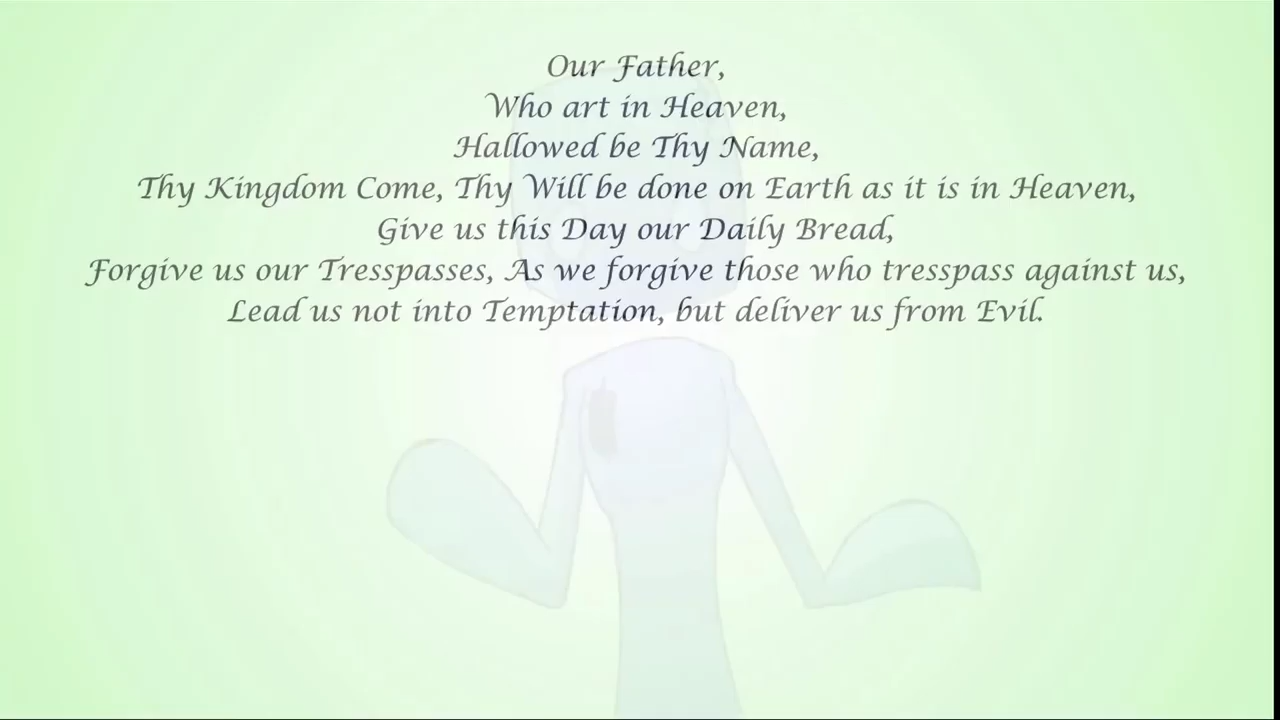 Our Father,
Who art in Heaven,
Hallowed be Thy Name,
Thy Kingdom Come, Thy Will be done on Earth as it is in Heaven,
Give us this Day our Daily Bread,
Forgive us our Tresspasses, As we forgive those who tresspass against us,
Lead us not into Temptation, but deliver us from Evil.